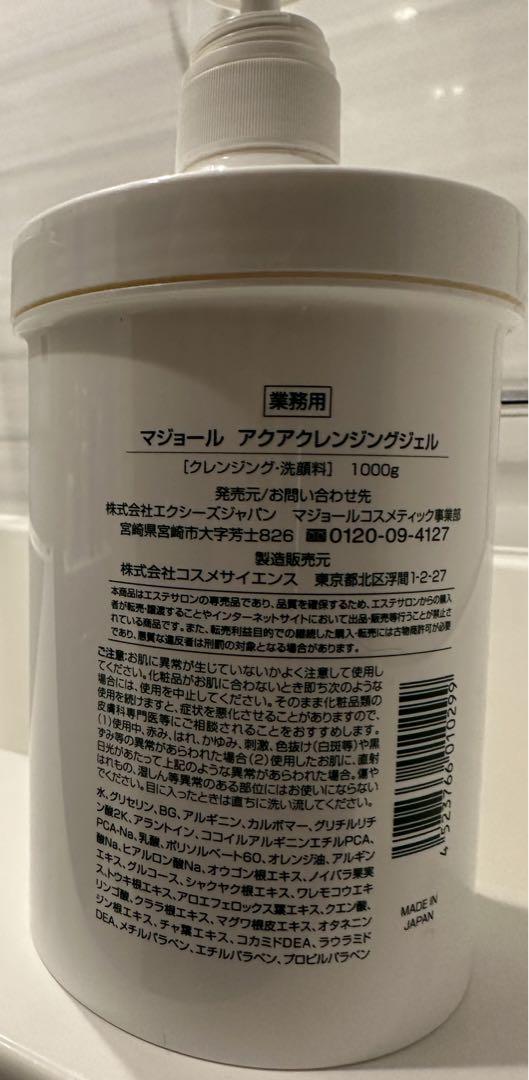 業務用
マジョール アクアクレンジングジェル
[クレンジング・洗顔料] 1000g
発売元/お問い合わせ先
株式会社エクシーズジャパン マジョールコスメティック事業部
宮崎県宮崎市大字芳士826 0120-09-4127
製造販売元
株式会社コスメサイエンス 東京都北区浮間1-2-27
本商品はエステサロンの専売品であり、品質を確保するため、エステサロンからの購入
者が転売・譲渡することやインターネットサイトにおいて出品・販売等行うことが禁止さ
れている商品です。また、転売利益目的での継続した購入・転売には古物商許可が必要
であり、悪質な違反者は刑罰の対象となる場合があります。
ご注意:お肌に異常が生じていないかよく注意して使用し
てください。化粧品がお肌に合わないとき即ち次のような
場合には、使用を中止してください。そのまま化粧品類の
使用を続けますと、症状を悪化させることがありますので、
皮膚科専門医等にご相談されることをおすすめします。
(1)使用中、赤み、はれ、かゆみ、刺激、色抜け(白斑等)や黒
ずみ等の異常があらわれた場合(2)使用したお肌に、直射
日光があたって上記のような異常があらわれた場合。傷や
はれもの、湿しん等異常のある部位にはお使いにならない
でください。目に入ったときは直ちに洗い流してください。
水、グリセリン、BG、アルギニン、カルボマー、グリチルリチ
ン酸2K、アラントイン、ココイルアルギニンエチルPCA、
PCA-Na、乳酸、ポリソルベート60、オレンジ油、アルギン
酸Na、ヒアルロン酸Na、オウゴン根エキス、ノイバラ果実
エキス、グルコース、シャクヤク根エキス、ワレモコウエキ
ス、トウキ根エキス、アロエフェロックス葉エキス、クエン酸、
リンゴ酸、クララ根エキス、マグワ根皮エキス、オタネニン
ジン根エキス、チャ葉エキス、コカミドDEA、ラウラミド
DEA、メチルパラベン、エチルパラベン、プロピルパラベン
4 523766 010299
MADE IN
JAPAN